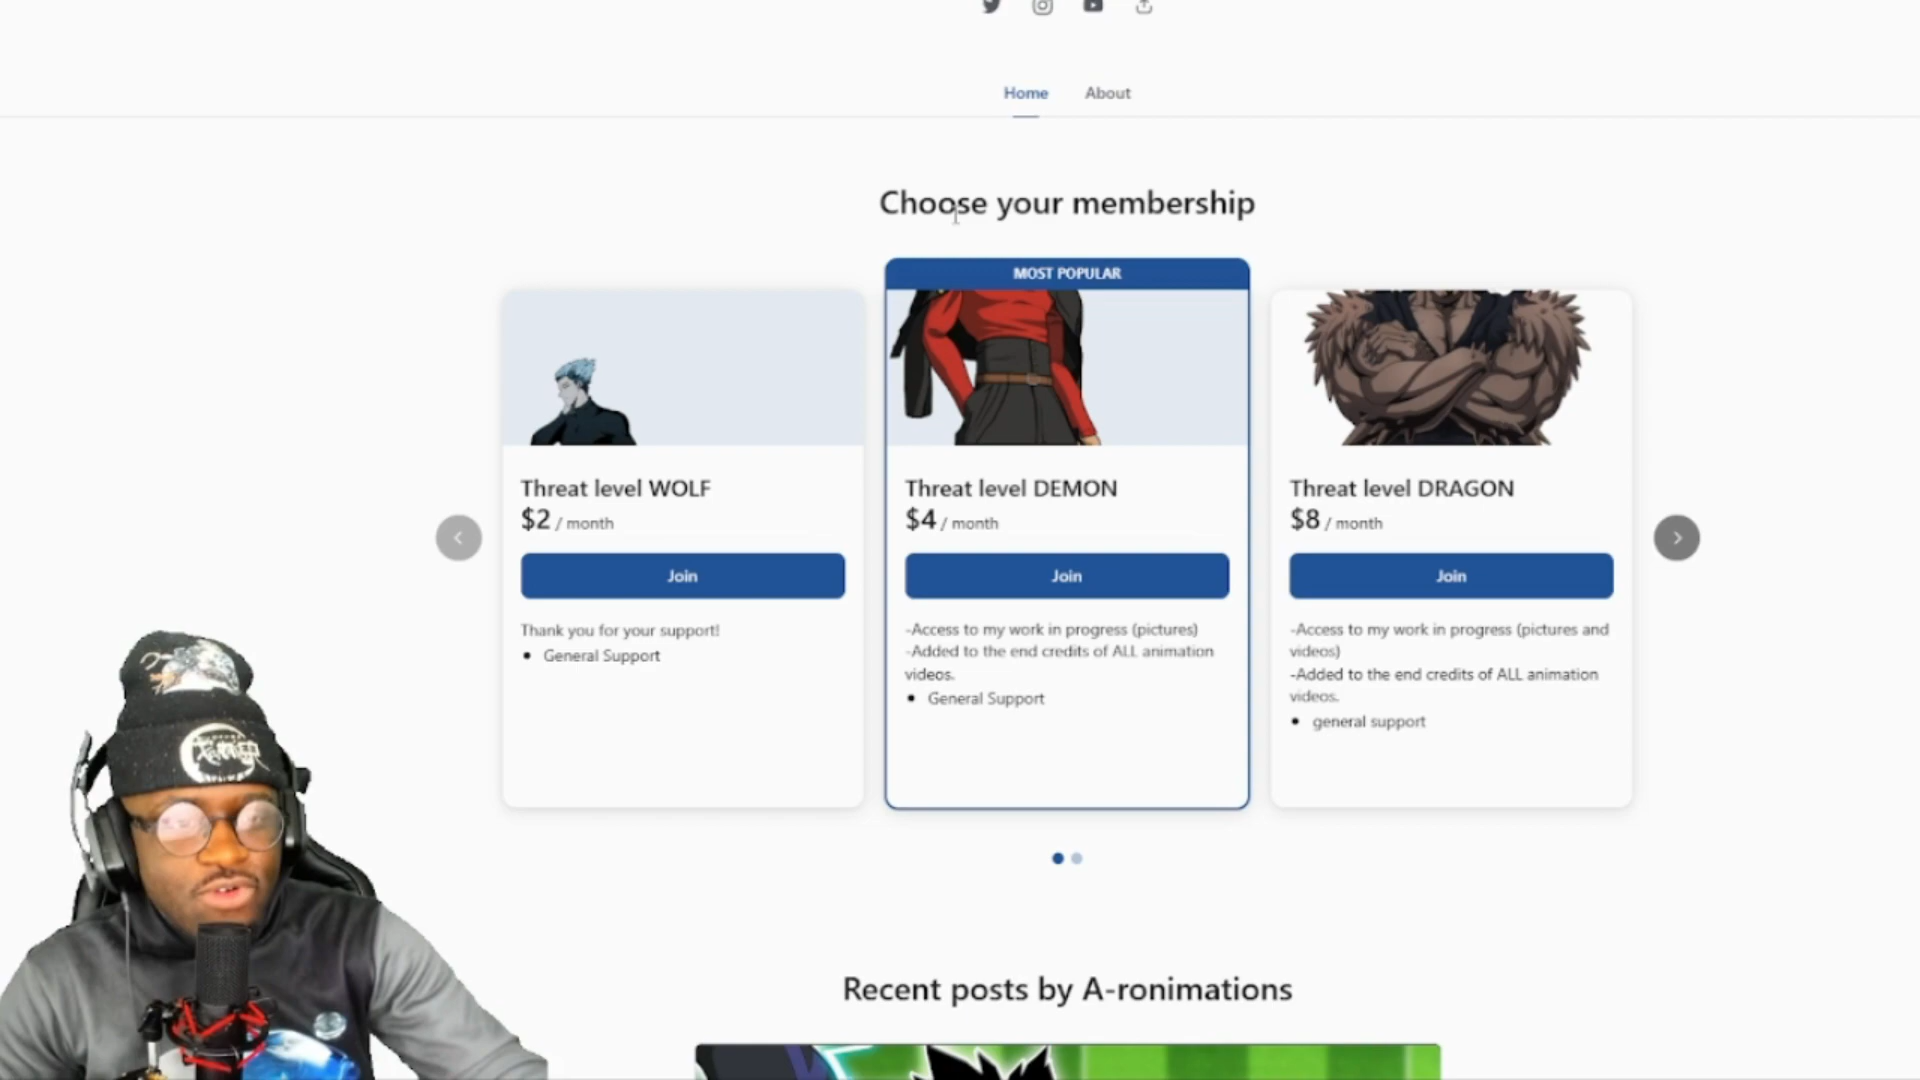 Home About
Choose your membership
MOST POPULAR
Threat level WOLF
$2 / month
Join
Thank you for your support!
• General Support
Threat level DEMON
$4 / month
Join
-Access to my work in progress (pictures)
-Added to the end credits of ALL animation
videos.
• General Support
Threat level DRAGON
$8 / month
Join
-Access to my work in progress (pictures and
videos)
-Added to the end credits of ALL animation
videos.
• general support
Recent posts by A-ronimations